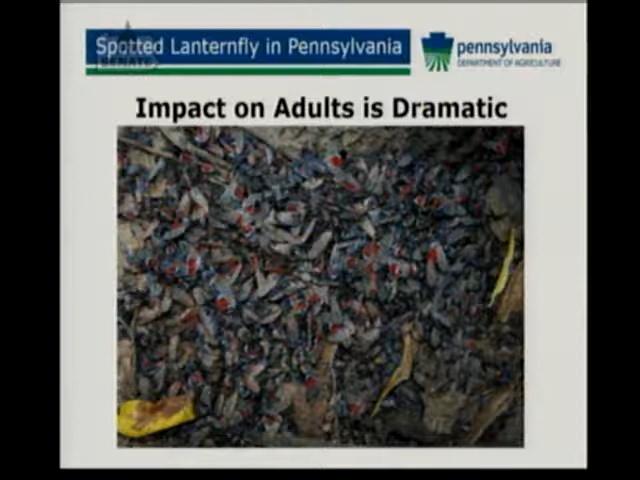 Spotted Lanternfly in Pennsylvania
SENATE
pennsylvania
DEPARTMENT OF AGRICULTURE
Impact on Adults is Dramatic